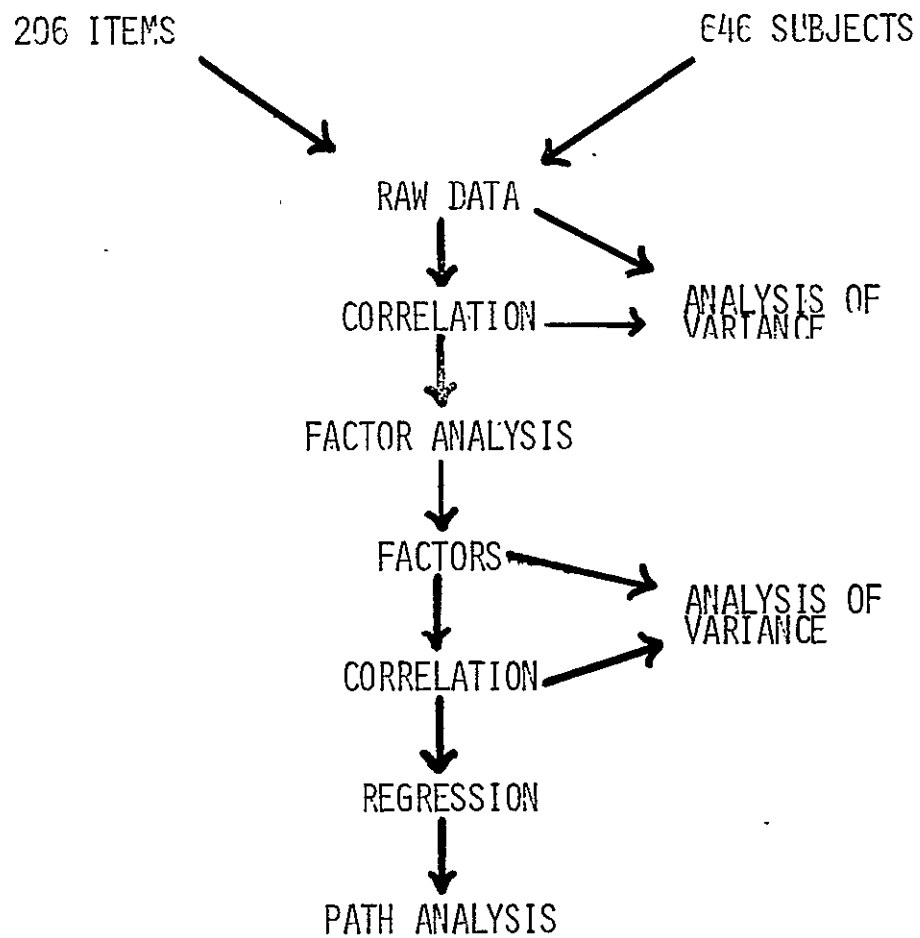 206 ITEMS
646 SUBJECTS
RAW DATA
ANALYSIS OF
VARIANCE
CORRELATION
FACTOR ANALYSIS
FACTORS
ANALYSIS OF
VARIANCE
CORRELATION
REGRESSION
PATH ANALYSIS